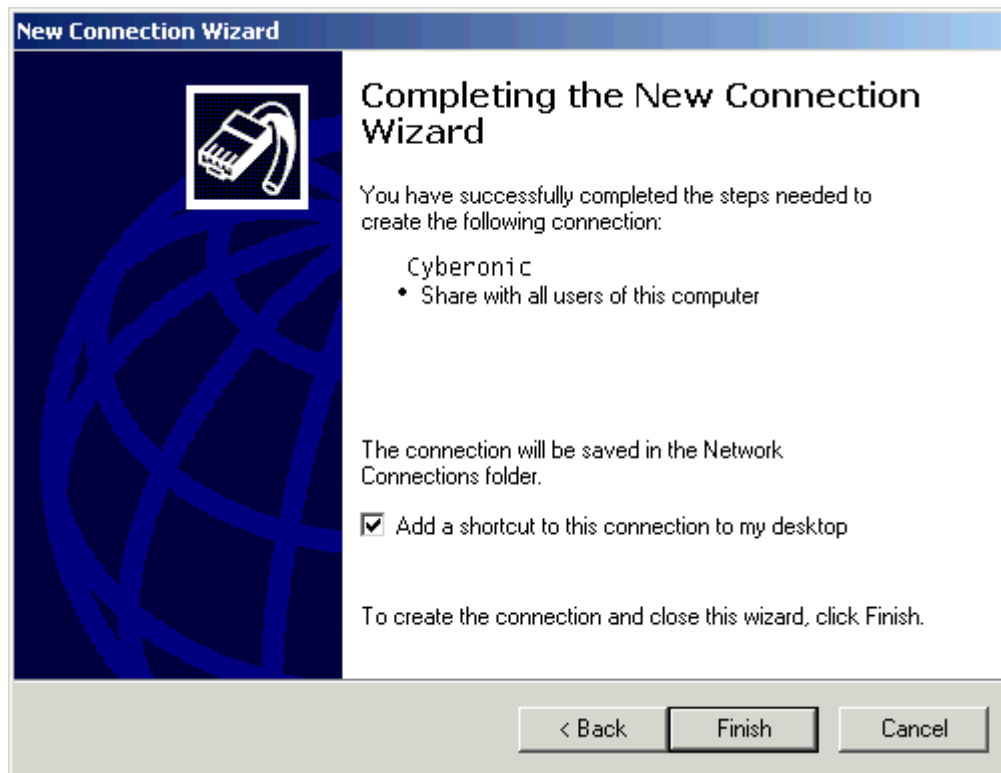 New Connection Wizard
Completing the New Connection
Wizard
You have successfully completed the steps needed to
create the following connection:
Cyberonic
• Share with all users of this computer
The connection will be saved in the Network
Connections folder.
Add a shortcut to this connection to my desktop
To create the connection and close this wizard, click Finish.
< Back
Finish
Cancel